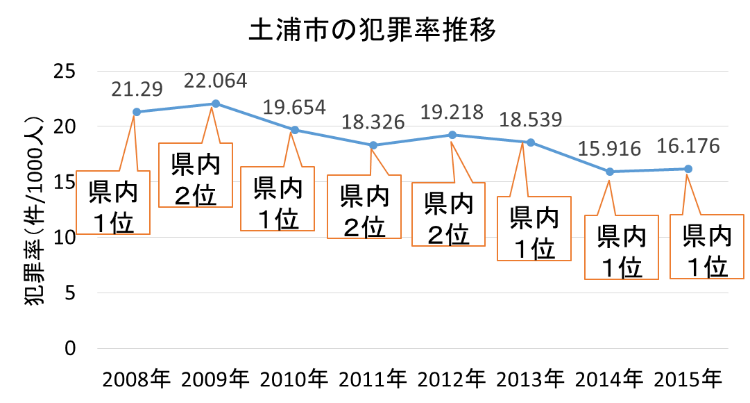 土浦市の犯罪率推移
犯罪率（件/1000人）
25
20
15
10
5
0
21.29
22.064
19.654
18.326
19.218
18.539
15.916
16.176
県内
1位
県内
2位
県内
1位
県内
2位
県内
2位
県内
1位
県内
1位
県内
1位
2008年 2009年 2010年 2011年 2012年 2013年 2014年 2015年